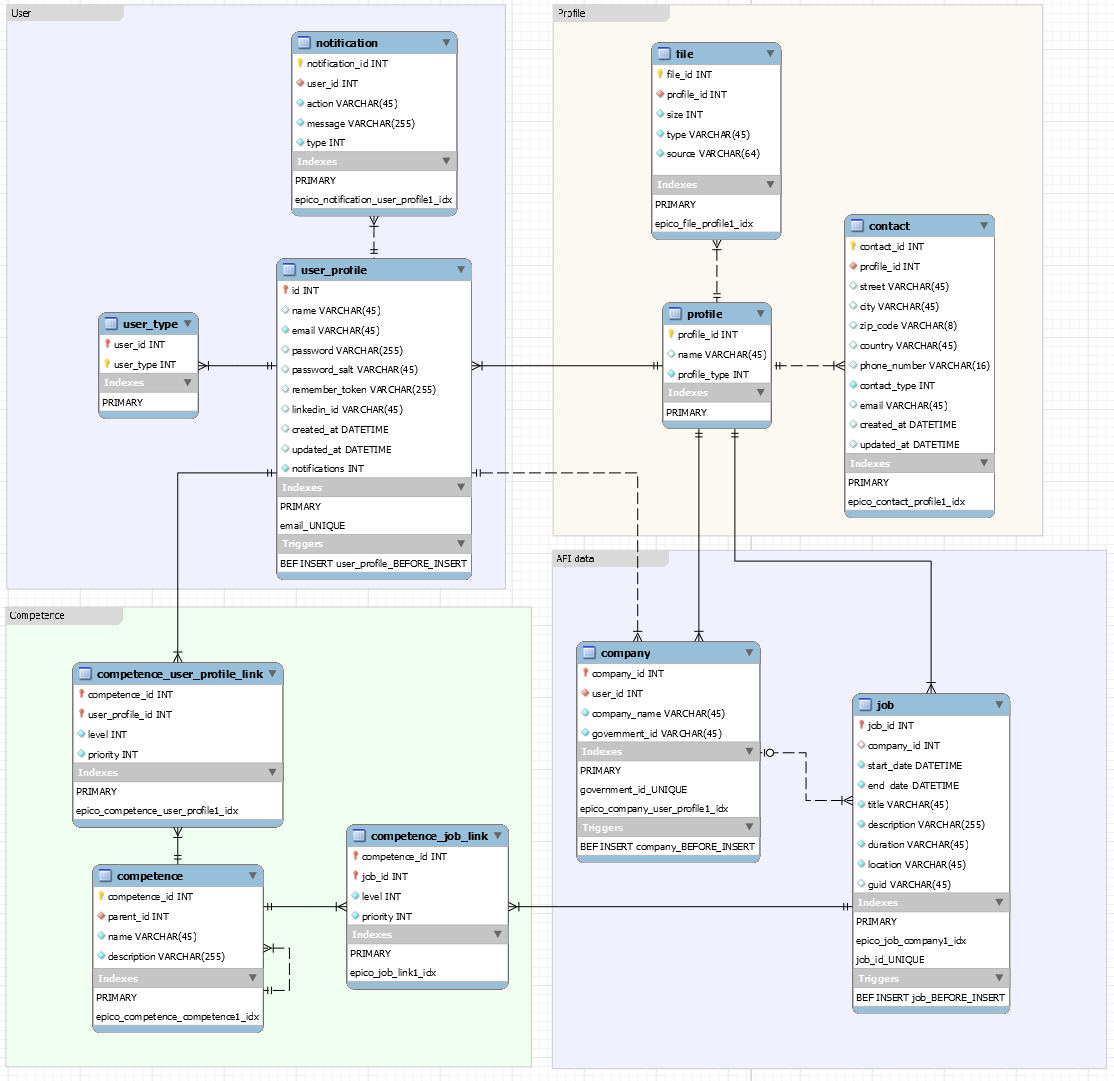 User
notification
notification_id INT
user_id INT
action VARCHAR(45)
message VARCHAR(255)
type INT
Indexes
PRIMARY
epico_notification_user_profile1_idx
user_type
user_id INT
user_type INT
Indexes
PRIMARY
user_profile
id INT
name VARCHAR(45)
email VARCHAR(45)
password VARCHAR(255)
password_salt VARCHAR(45)
remember_token VARCHAR(255)
linkedin_id VARCHAR(45)
created_at DATETIME
updated_at DATETIME
notifications INT
Indexes
PRIMARY
email_UNIQUE
Triggers
BEF INSERT user_profile_BEFORE_INSERT
Profile
file
file_id INT
profile_id INT
size INT
type VARCHAR(45)
source VARCHAR(64)
Indexes
PRIMARY
epico_file_profile1_idx
profile
profile_id INT
name VARCHAR(45)
profile_type INT
Indexes
PRIMARY
contact
contact_id INT
profile_id INT
street VARCHAR(45)
city VARCHAR(45)
zip_code VARCHAR(8)
country VARCHAR(45)
phone_number VARCHAR(16)
contact_type INT
email VARCHAR(45)
created_at DATETIME
updated_at DATETIME
Indexes
PRIMARY
epico_contact_profile1_idx
Competence
competence_user_profile_link
competence_id INT
user_profile_id INT
level INT
priority INT
Indexes
PRIMARY
epico_competence_user_profile1_idx
competence
competence_id INT
parent_id INT
name VARCHAR(45)
description VARCHAR(255)
Indexes
PRIMARY
epico_competence_competence1_idx
competence_job_link
competence_id INT
job_id INT
level INT
priority INT
Indexes
PRIMARY
epico_job_link1_idx
API data
company
company_id INT
user_id INT
company_name VARCHAR(45)
government_id VARCHAR(45)
Indexes
PRIMARY
government_id_UNIQUE
epico_company_user_profile1_idx
Triggers
BEF INSERT company_BEFORE_INSERT
job
job_id INT
company_id INT
start_date DATETIME
end_date DATETIME
title VARCHAR(45)
description VARCHAR(255)
duration VARCHAR(45)
location VARCHAR(45)
guid VARCHAR(45)
Indexes
PRIMARY
epico_job_company1_idx
job_id_UNIQUE
Triggers
BEF INSERT job_BEFORE_INSERT